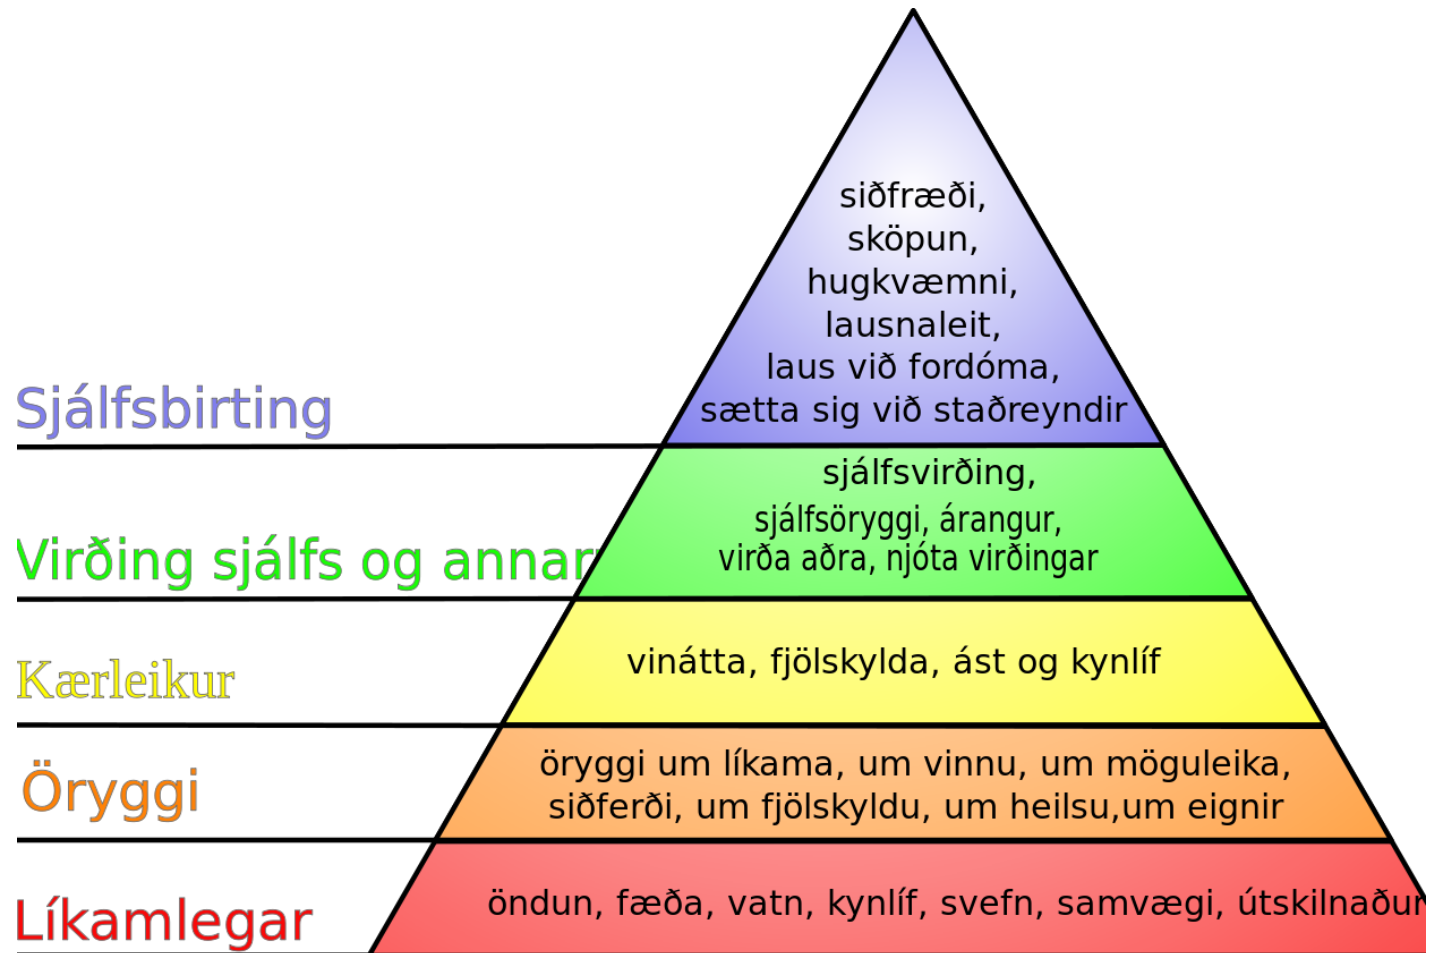 siðfræði,
sköpun,
hugkvæmni,
lausnaleit,
laus við fordóma,
sætta sig við staðreyndir
Sjálfsbirting
sjálfsvirðing,
sjálfsöryggi, árangur,
virða aðra, njóta virðingar
Virðing sjálfs og
vinátta, fjölskylda, ást og kynlíf
Kærleikur
öryggi um líkama, um vinnu, um möguleika,
siðferði, um fjölskyldu, um heilsu,um eignir
Öryggi
öndun, fæða, vatn, kynlíf, svefn, samvægi, útskilnaður
Líkamlegar